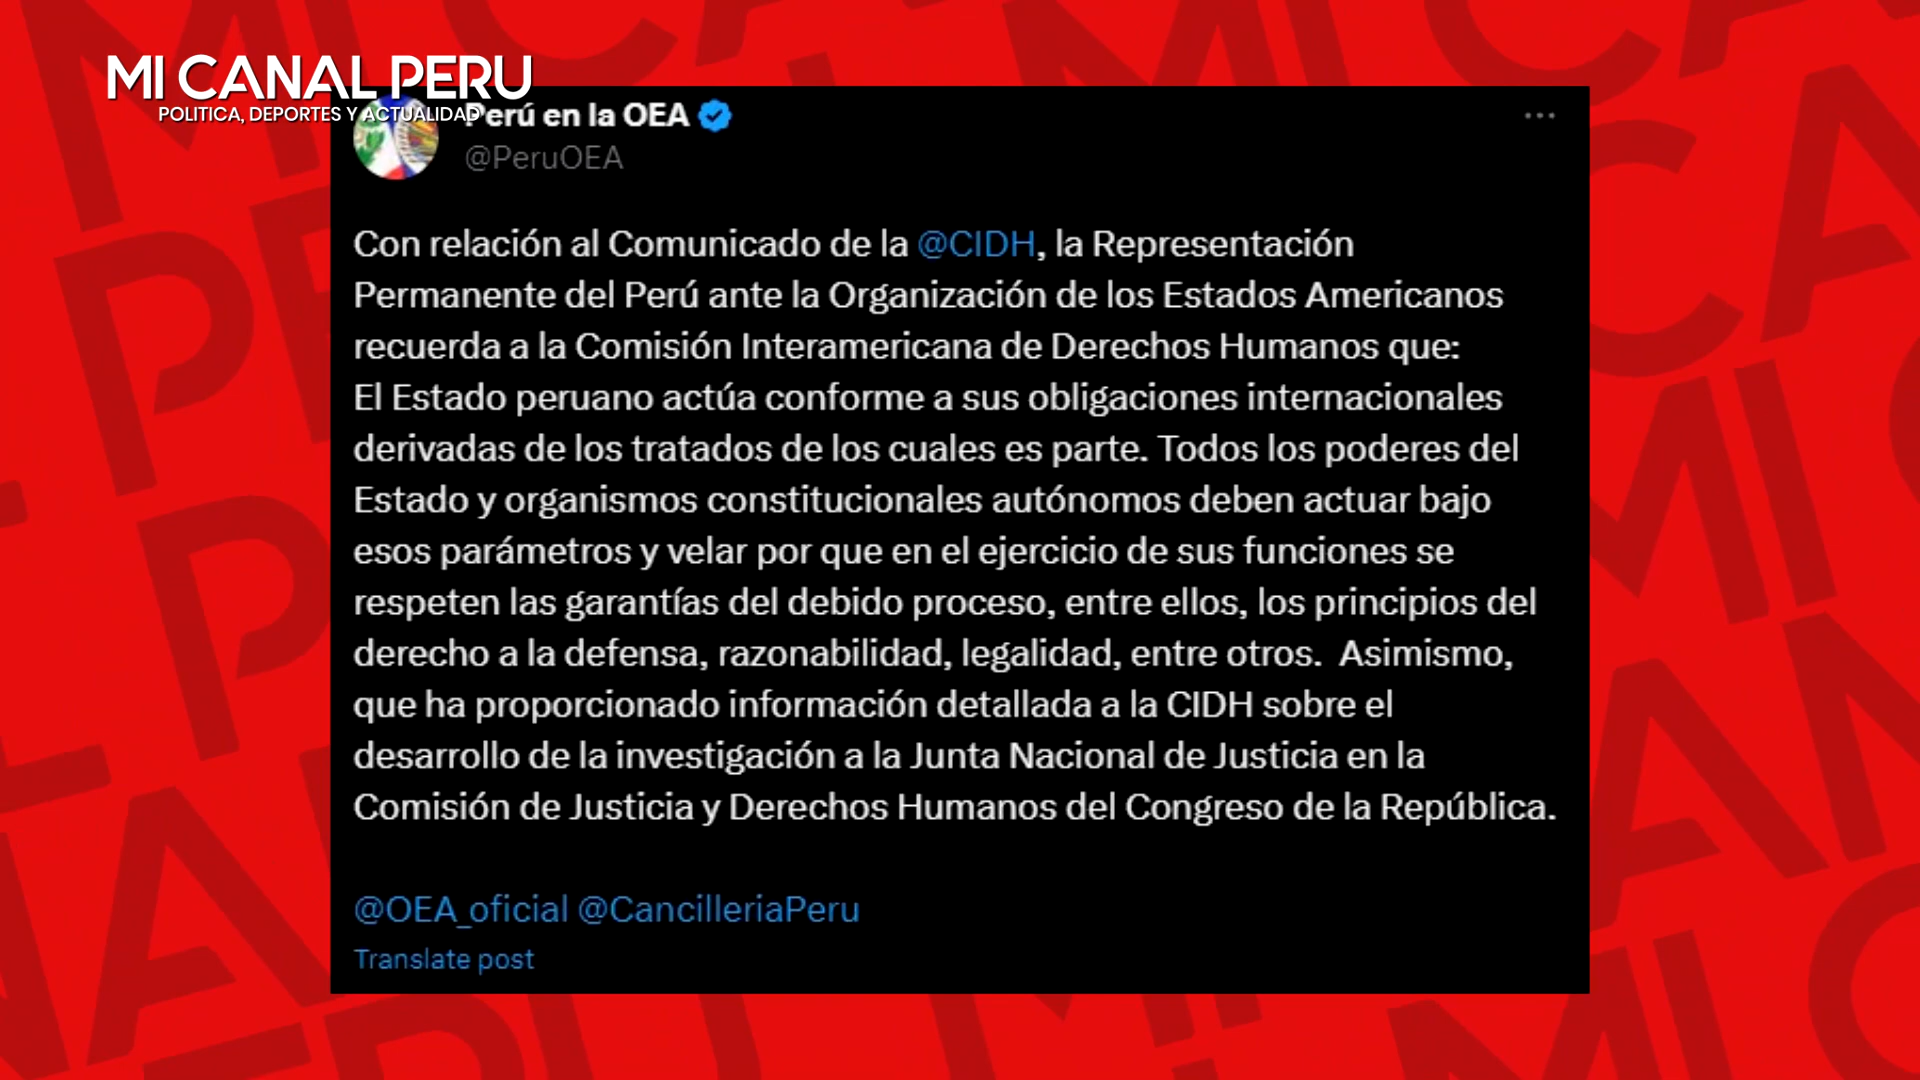 MI CANAL PERU
POLITICA, DEPORTES Y ACTUALIDAD
Perú en la OEA
@PeruOEA
Con relación al Comunicado de la @CIDH, la Representación
Permanente del Perú ante la Organización de los Estados Americanos
recuerda a la Comisión Interamericana de Derechos Humanos que:
El Estado peruano actúa conforme a sus obligaciones internacionales
derivadas de los tratados de los cuales es parte. Todos los poderes del
Estado y organismos constitucionales autónomos deben actuar bajo
esos parámetros y velar por que en el ejercicio de sus funciones se
respeten las garantías del debido proceso, entre ellos, los principios del
derecho a la defensa, razonabilidad, legalidad, entre otros.  Asimismo,
que ha proporcionado información detallada a la CIDH sobre el
desarrollo de la investigación a la Junta Nacional de Justicia en la
Comisión de Justicia y Derechos Humanos del Congreso de la República.
@OEA_oficial @CancilleriaPeru
Translate post